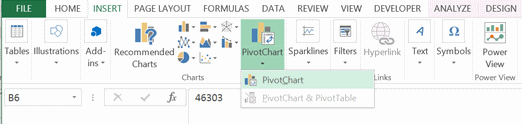 FILE HOME INSERT PAGE LAYOUT FORMULAS DATA REVIEW VIEW DEVELOPER ANALYZE DESIGN
Tables Illustrations Add-ins Recommended Charts PivotChart Sparklines Filters Hyperlink Text Symbols Power View
Charts Links Power View
PivotChart
PivotChart & PivotTable
B6 fx 46303